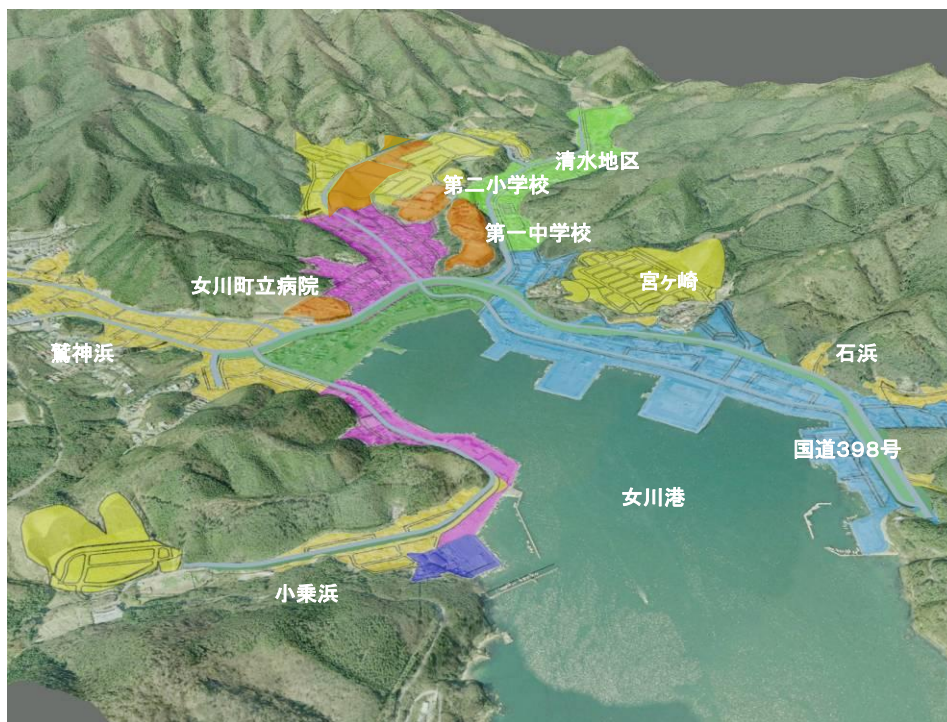 清水地区
第二小学校
第一中学校
女川町立病院
宮ヶ崎
鷲神浜
石浜
国道398号
女川港
小乗浜